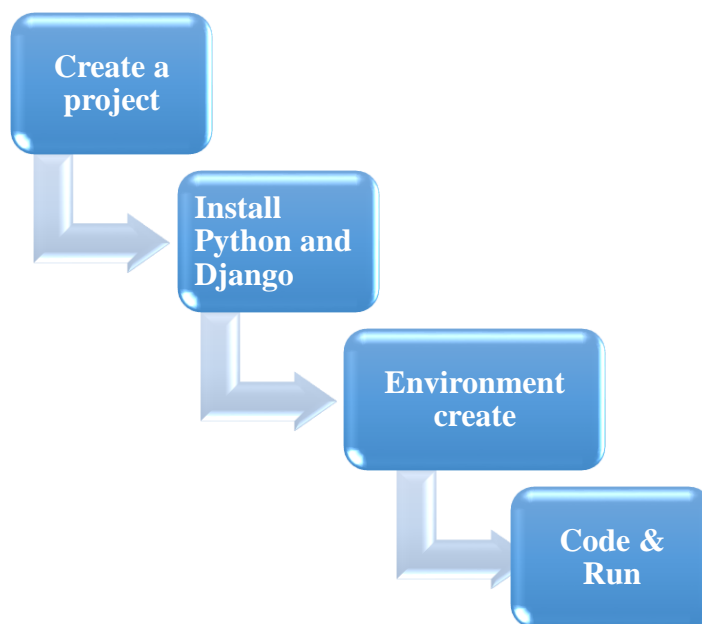 Create a
project
Install
Python and
Django
Environment
create
Code &
Run